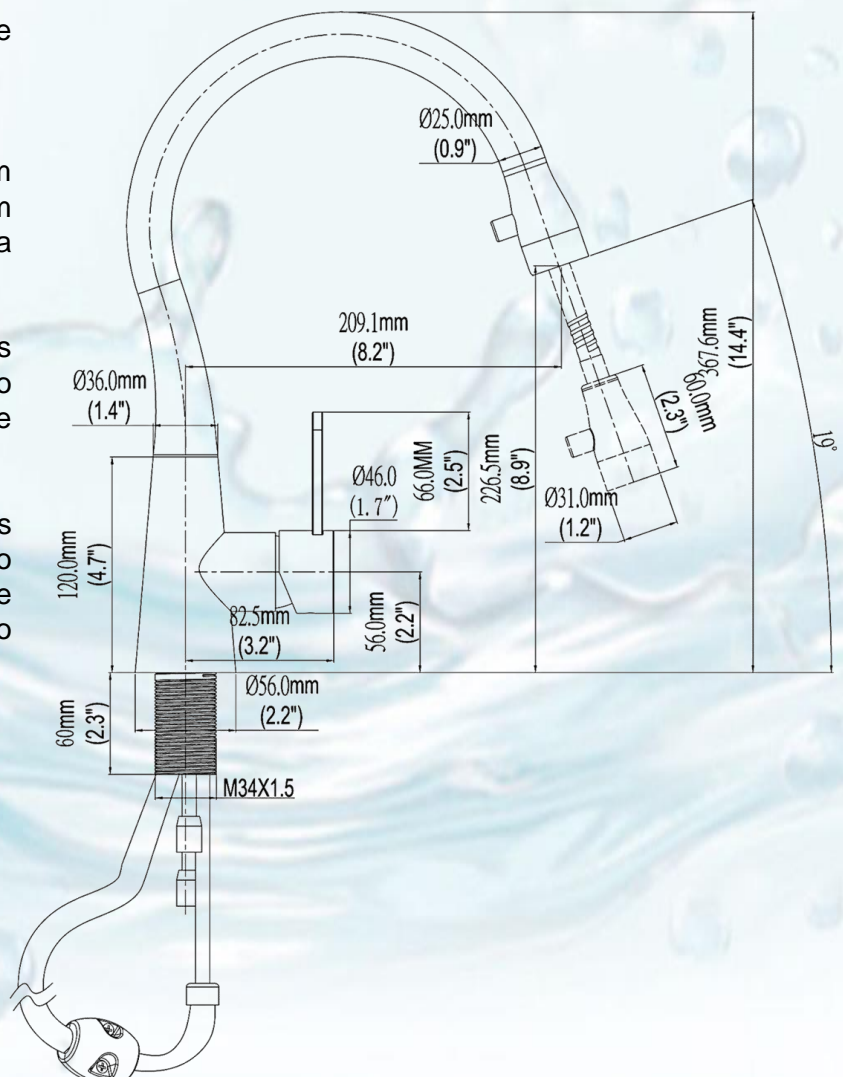 e
m
m
a
s
o
e
s
o
e
o
Ø25.0mm
(0.9")
209.1mm
(8.2")
367.6mm
(14.4")
60.0mm
(2.3")
Ø36.0mm
(1.4")
66.0MM
(2.5")
226.5mm
(8.9")
19°
Ø46.0
(1.7")
Ø31.0mm
(1.2")
120.0mm
(4.7")
82.5mm
(3.2")
56.0mm
(2.2")
60mm
(2.3")
Ø56.0mm
(2.2")
M34X1.5